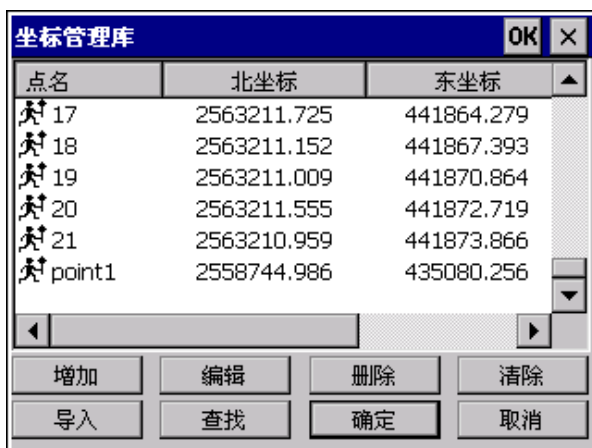 坐标管理库 OK ×
点名 北坐标 东坐标
17 2563211.725 441864.279
18 2563211.152 441867.393
19 2563211.009 441870.864
20 2563211.555 441872.719
21 2563210.959 441873.866
point1 2558744.986 435080.256
增加 编辑 删除 清除
导入 查找 确定 取消